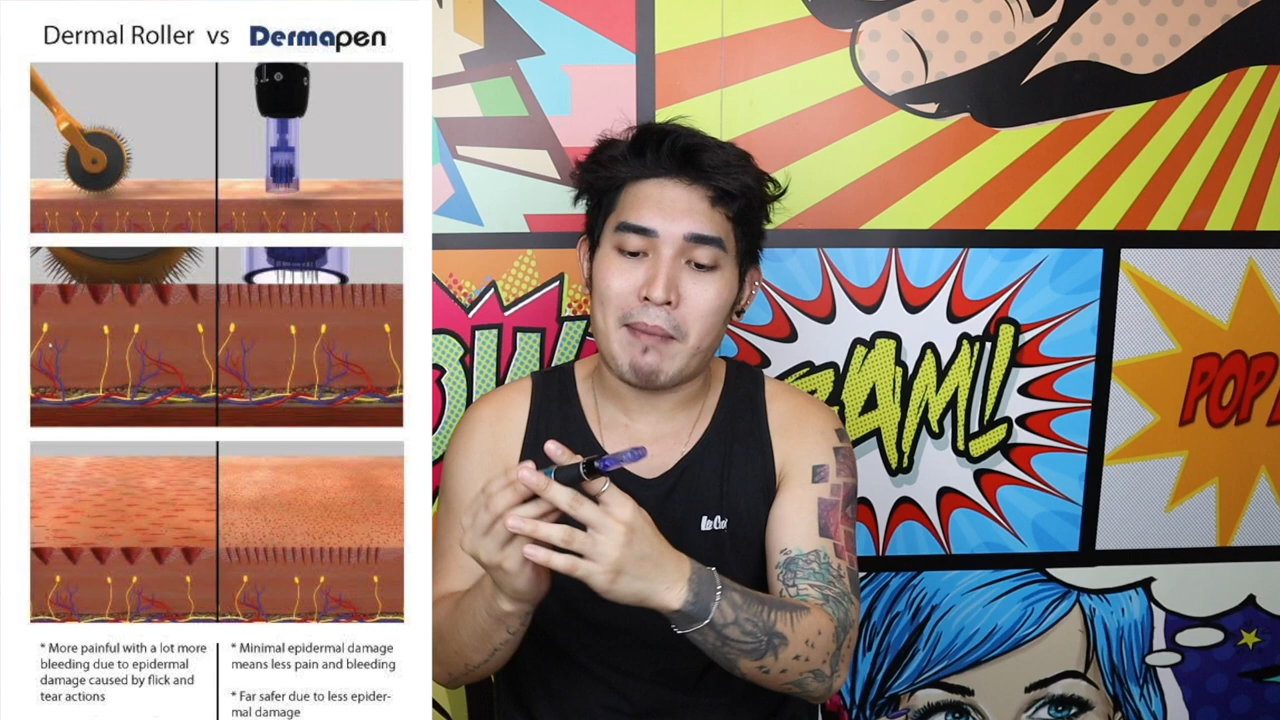 Dermal Roller vs Dermapen
* More painful with a lot more
bleeding due to epidermal
damage caused by flick and
tear actions
* Minimal epidermal damage
means less pain and bleeding
* Far safer due to less epider-
mal damage
BAM!
POP